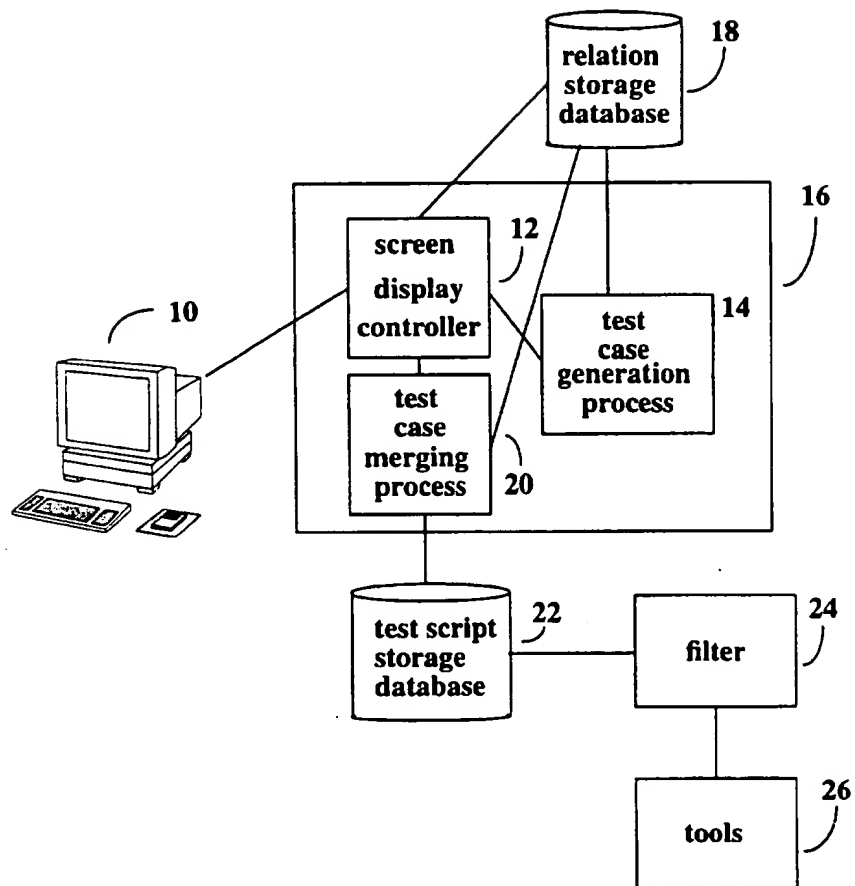 relation
storage
database
18
16
screen
display
controller
12
10
test
case
generation
process
14
test
case
merging
process
20
test script
storage
database
22
filter
24
tools
26